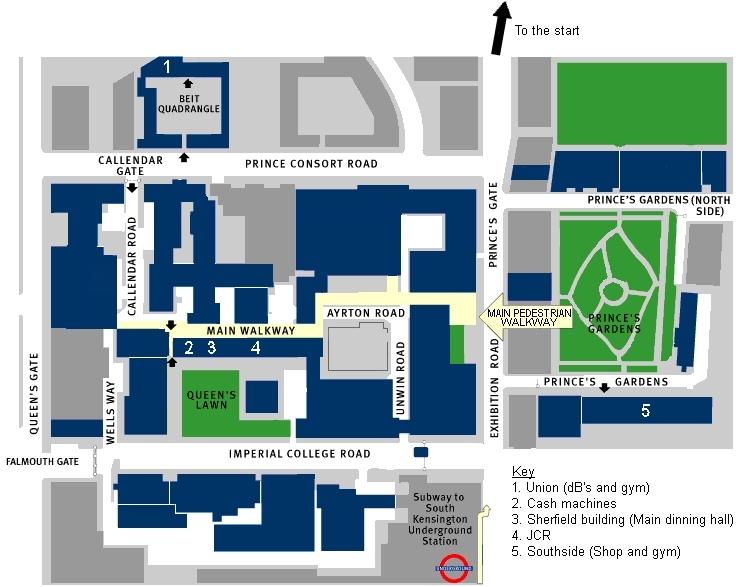 To the start
1
BEIT
QUADRANGLE
CALLENDAR
GATE
PRINCE CONSORT ROAD
PRINCE'S GATE
PRINCE'S GARDENS (NORTH
SIDE)
CALLENDAR ROAD
MAIN WALKWAY
AYRTON ROAD
MAIN PEDESTRIAN
WALKWAY
PRINCE'S
GARDENS
2 3 4
QUEEN'S GATE
WELLS WAY
QUEEN'S
LAWN
UNWIN ROAD
EXHIBITION ROAD
PRINCE'S GARDENS
5
IMPERIAL COLLEGE ROAD
FALMOUTH GATE
Subway to
South
Kensington
Underground
Station
UNDERGROUND
Key
1. Union (dB's and gym)
2. Cash machines
3. Sherfield building (Main dinning hall)
4. JCR
5. Southside (Shop and gym)